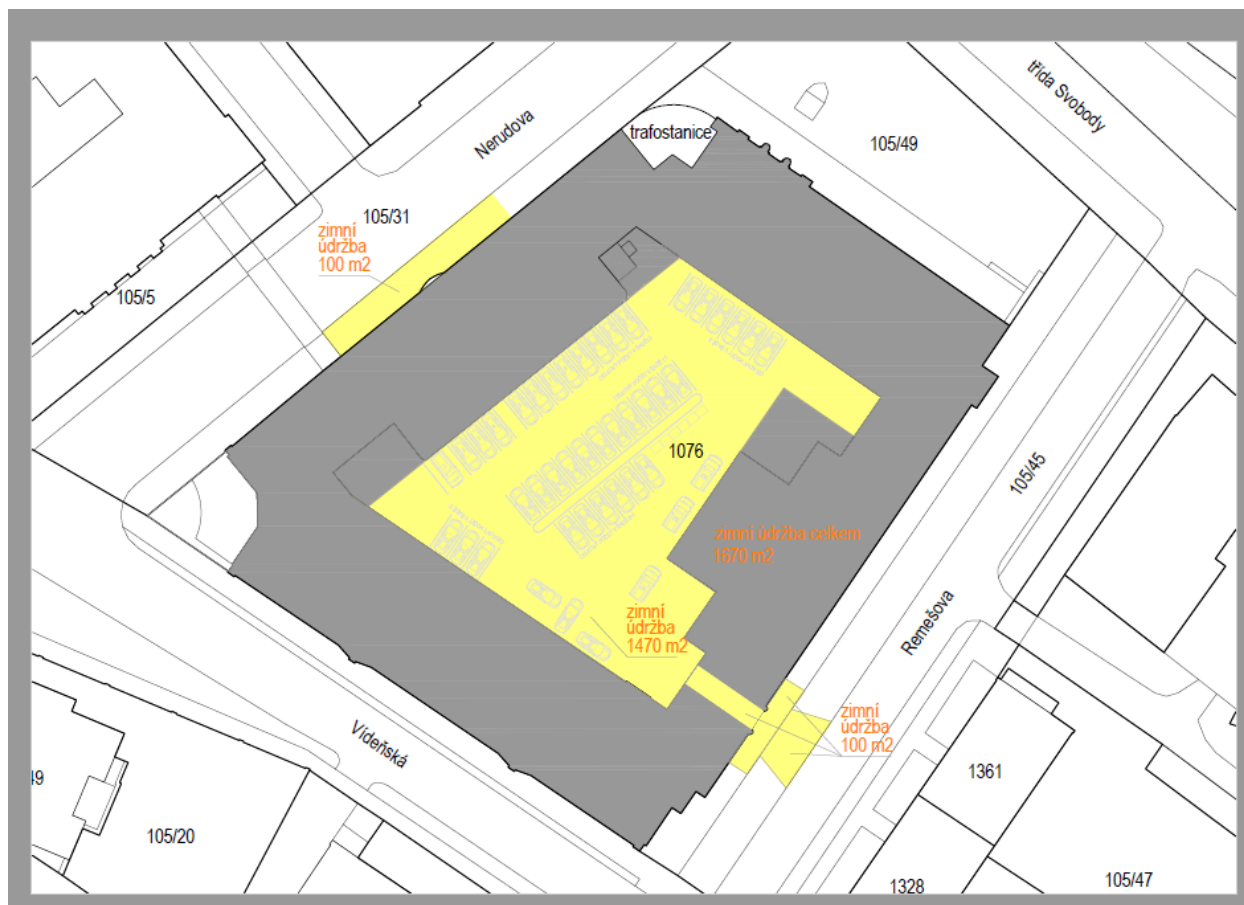 třída Svobody
Nerudova
trafostanice
105/49
105/31
zimní
údržba
100 m2
105/5
1076
105/45
zimní údržba celkem
1670 m2
zimní
údržba
1470 m2
Remešova
zimní
údržba
100 m2
Vídeňská
1361
49
105/20
1328
105/47